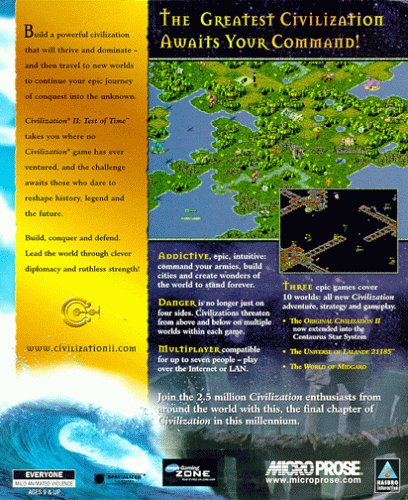 Build a powerful civilization
that will thrive and dominate –
and then travel to new worlds
to continue your epic journey
of conquest into the unknown.
Civilization® II: Test of Time™
takes you where no
Civilization® game has ever
ventured, and the challenge
awaits those who dare to
reshape history, legend and
the future.
Build, conquer and defend.
Lead the world through clever
diplomacy and ruthless strength!
www.civilizationii.com
The Greatest Civilization
Awaits Your Command!
Addictive, epic, intuitive:
command your armies, build
cities and create wonders of
the world to stand forever.
Danger is no longer just on
four sides. Civilizations threaten
from above and below on multiple
worlds within each game.
Multiplayer compatible
for up to seven people – play
over the Internet or LAN.
Three epic games cover
10 worlds: all new Civilization
adventure, strategy and gameplay.
• The Original Civilization II
now extended into the
Centaurus Star System.
• The Universe of Lalande 21185™
• The World of Midgard
Join the 2.5 million Civilization enthusiasts from
around the world with this, the final chapter of
Civilization in this millennium.
EVERYONE
MILD ANIMATED VIOLENCE
AGES 6 & UP
Gaming
ZONE
MICROPROSE
www.microprose.com
HASBRO
Interactive